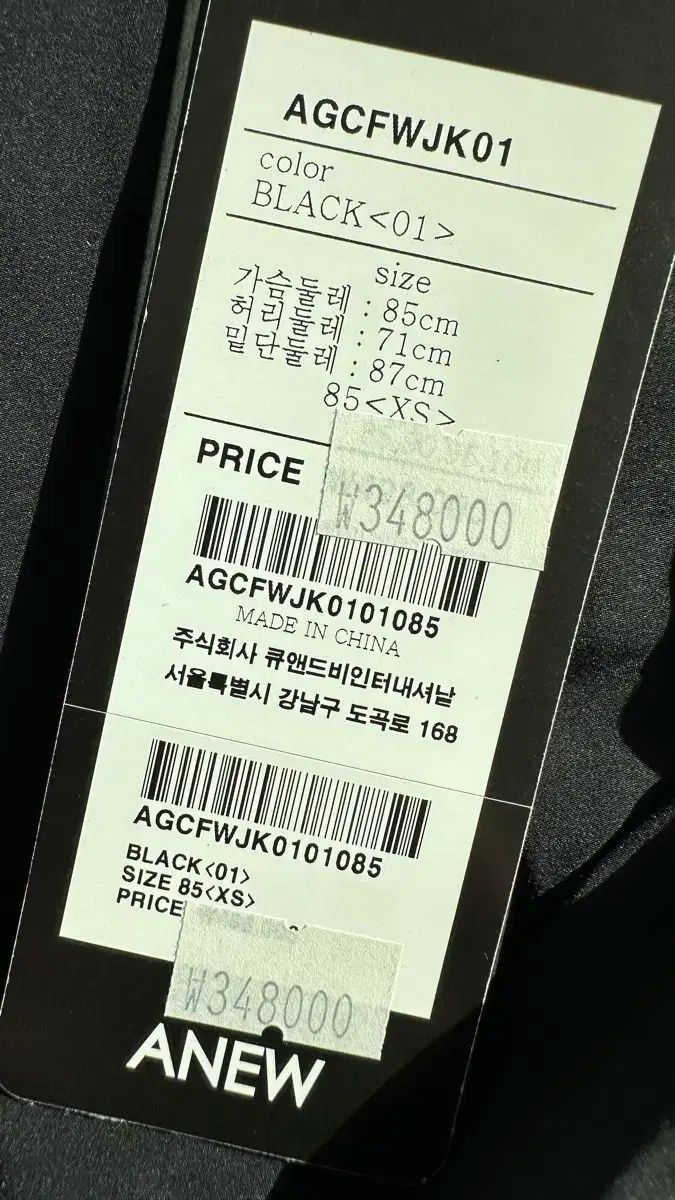 AGCFWJK01
color
BLACK<01>
size
가슴둘레 : 85cm
허리둘레 : 71cm
밑단둘레 : 87cm
85<XS>
PRICE
₩348000
AGCFWJK0101085
MADE IN CHINA
주식회사 큐앤드비인터내셔날
서울특별시 강남구 도곡로 168
AGCFWJK0101085
BLACK<01>
SIZE 85<XS>
PRICE
₩348000
ANEW